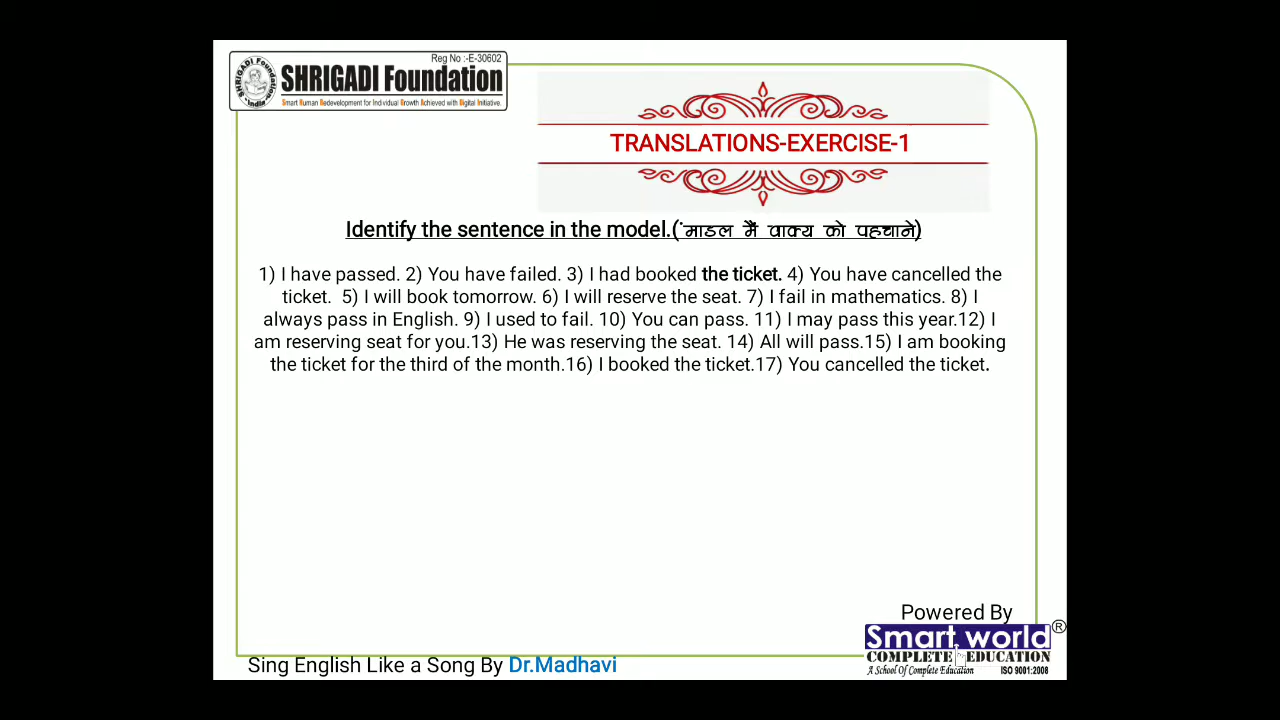 Reg No :-E-30602
SHRIGADI Foundation
Smart Human Redevelopment for Individual Growth Achieved with Digital Initiative.
SHRIGADI Foundation
India
TRANSLATIONS-EXERCISE-1
Identify the sentence in the model.(ंमाडल मैं वाक्य को पहचाने)
1) I have passed. 2) You have failed. 3) I had booked the ticket. 4) You have cancelled the
ticket. 5) I will book tomorrow. 6) I will reserve the seat. 7) I fail in mathematics. 8) I
always pass in English. 9) I used to fail. 10) You can pass. 11) I may pass this year.12) I
am reserving seat for you.13) He was reserving the seat. 14) All will pass.15) I am booking
the ticket for the third of the month.16) I booked the ticket.17) You cancelled the ticket.
Powered By
Smart world ®
COMPLETE EDUCATION
A School Of Complete Education ISO 9001:2008
Sing English Like a Song By Dr.Madhavi